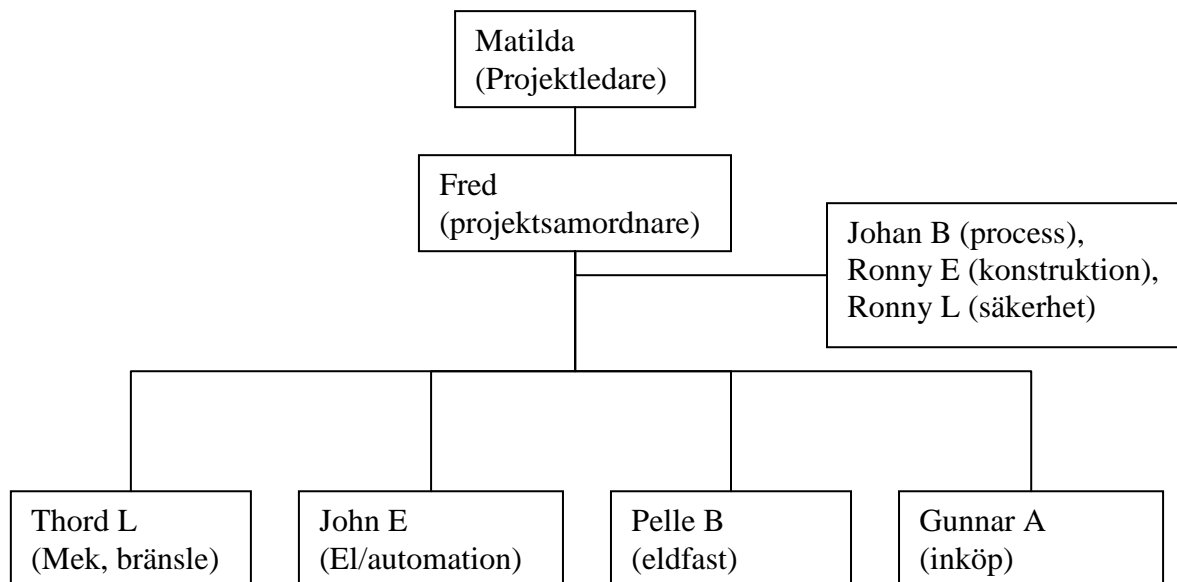 Matilda
(Projektledare)
Fred
(projektsamordnare)
Johan B (process),
Ronny E (konstruktion),
Ronny L (säkerhet)
Thord L
(Mek, bränsle)
John E
(El/automation)
Pelle B
(eldfast)
Gunnar A
(inköp)